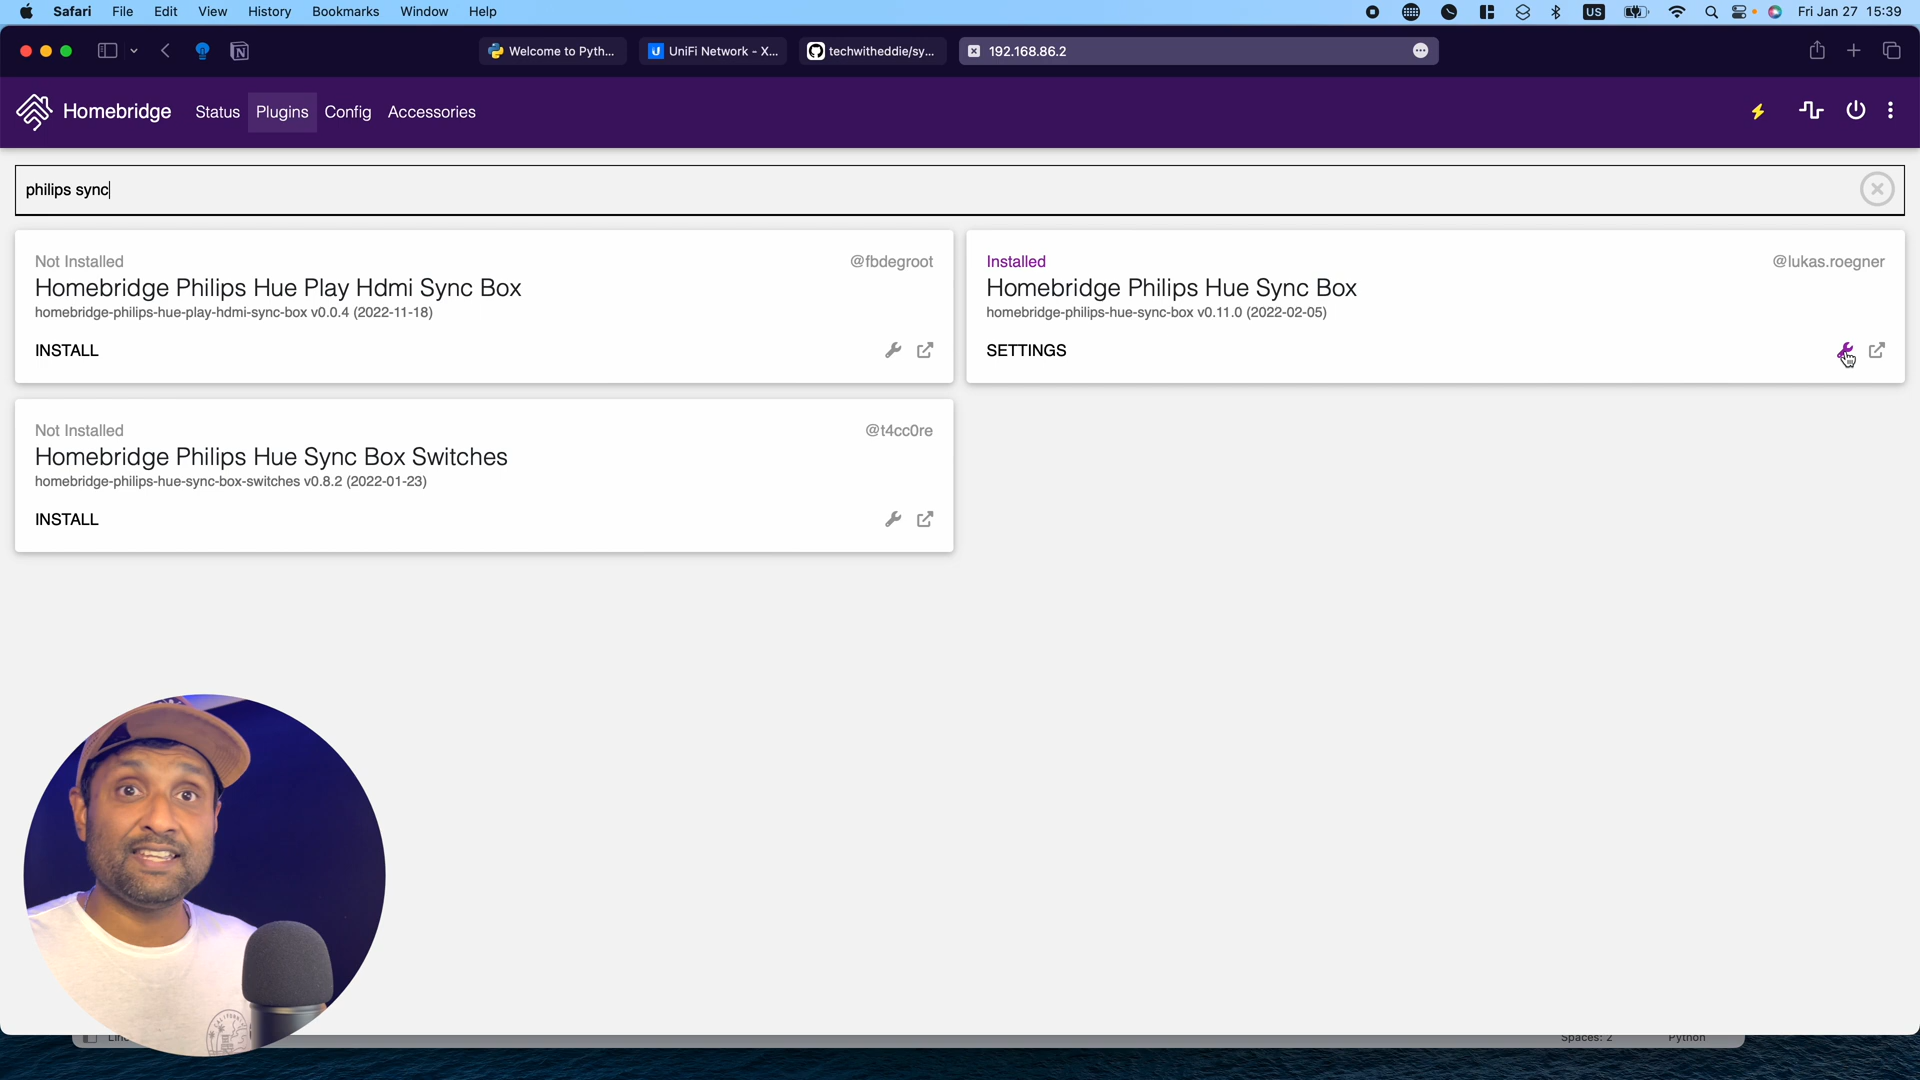 Safari File Edit View History Bookmarks Window Help US Fri Jan 27 15:39
Welcome to Pyth... UniFi Network - X... techwitheddie/sy... 192.168.86.2
Homebridge Status Plugins Config Accessories
philips sync
Not Installed @fbdegroot
Homebridge Philips Hue Play Hdmi Sync Box
homebridge-philips-hue-play-hdmi-sync-box v0.0.4 (2022-11-18)
INSTALL
Installed @lukas.roegner
Homebridge Philips Hue Sync Box
homebridge-philips-hue-sync-box v0.11.0 (2022-02-05)
SETTINGS
Not Installed @t4cc0re
Homebridge Philips Hue Sync Box Switches
homebridge-philips-hue-sync-box-switches v0.8.2 (2022-01-23)
INSTALL
CALIFORNIA
Spaces: 2 Python